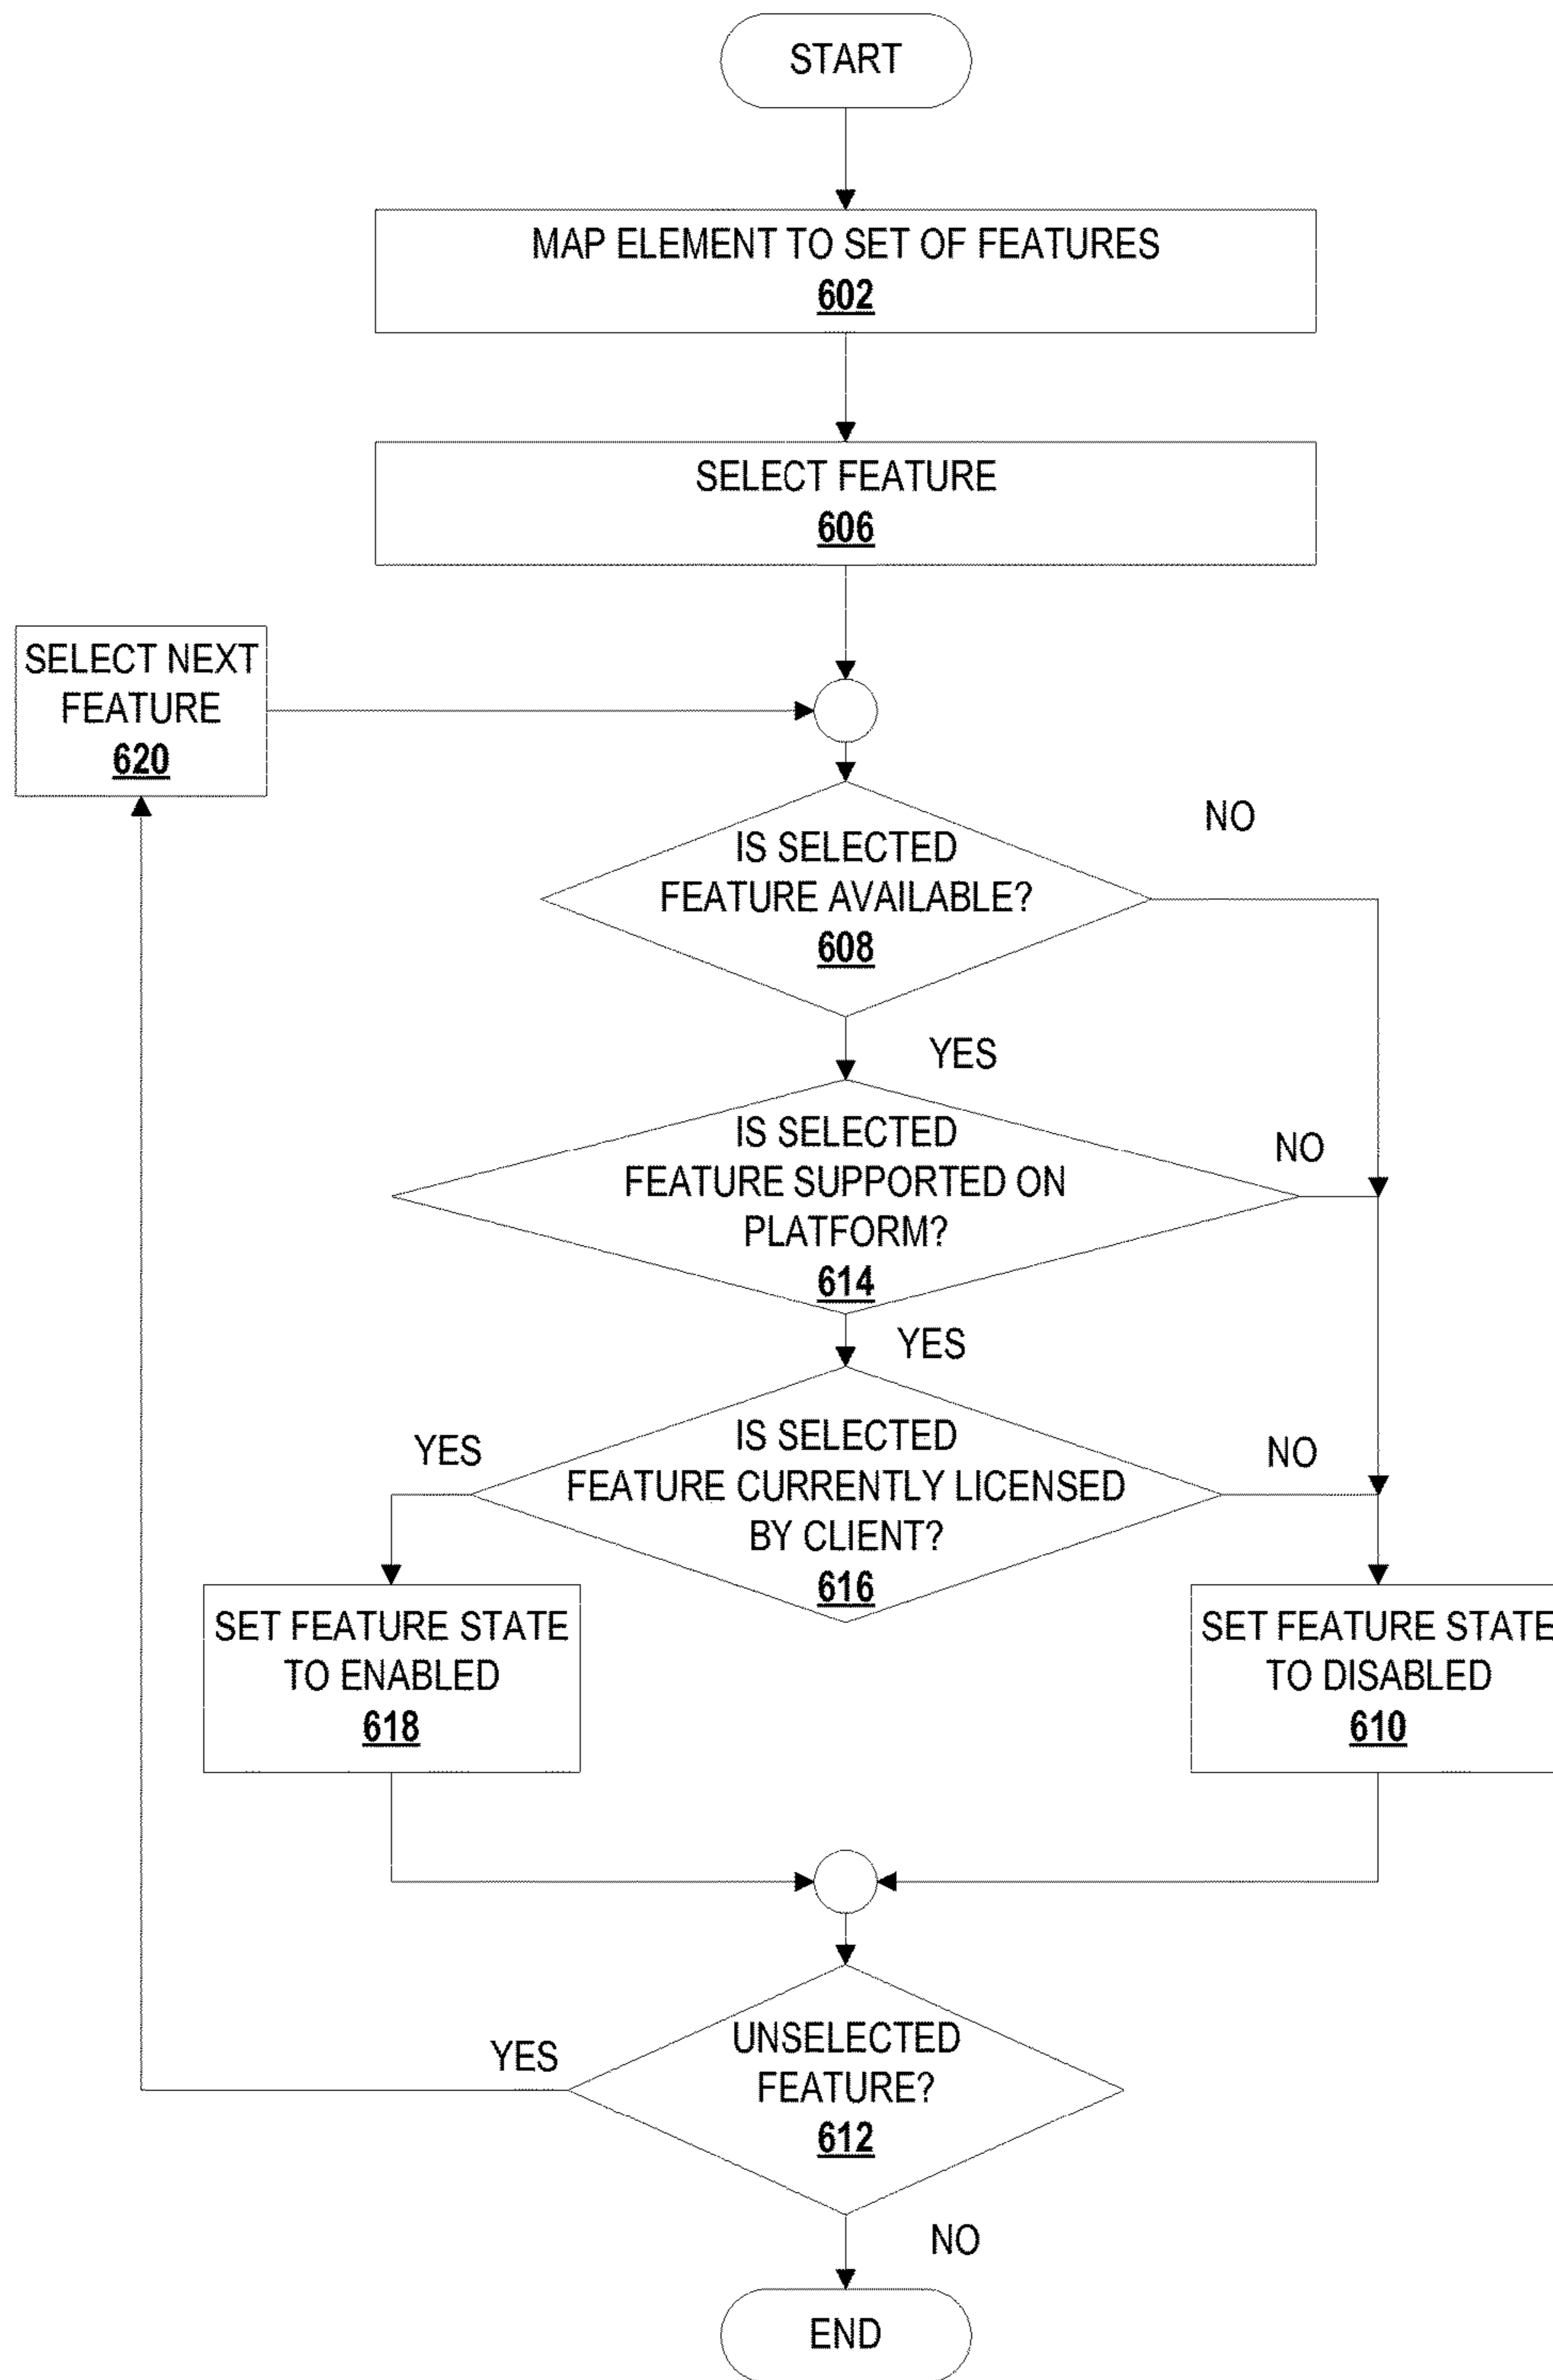 START
MAP ELEMENT TO SET OF FEATURES
602
SELECT FEATURE
606
SELECT NEXT
FEATURE
620
IS SELECTED
FEATURE AVAILABLE?
608
NO
YES
IS SELECTED
FEATURE SUPPORTED ON
PLATFORM?
614
NO
YES
IS SELECTED
FEATURE CURRENTLY LICENSED
BY CLIENT?
616
YES
NO
SET FEATURE STATE
TO ENABLED
618
SET FEATURE STATE
TO DISABLED
610
UNSELECTED
FEATURE?
612
YES
NO
END